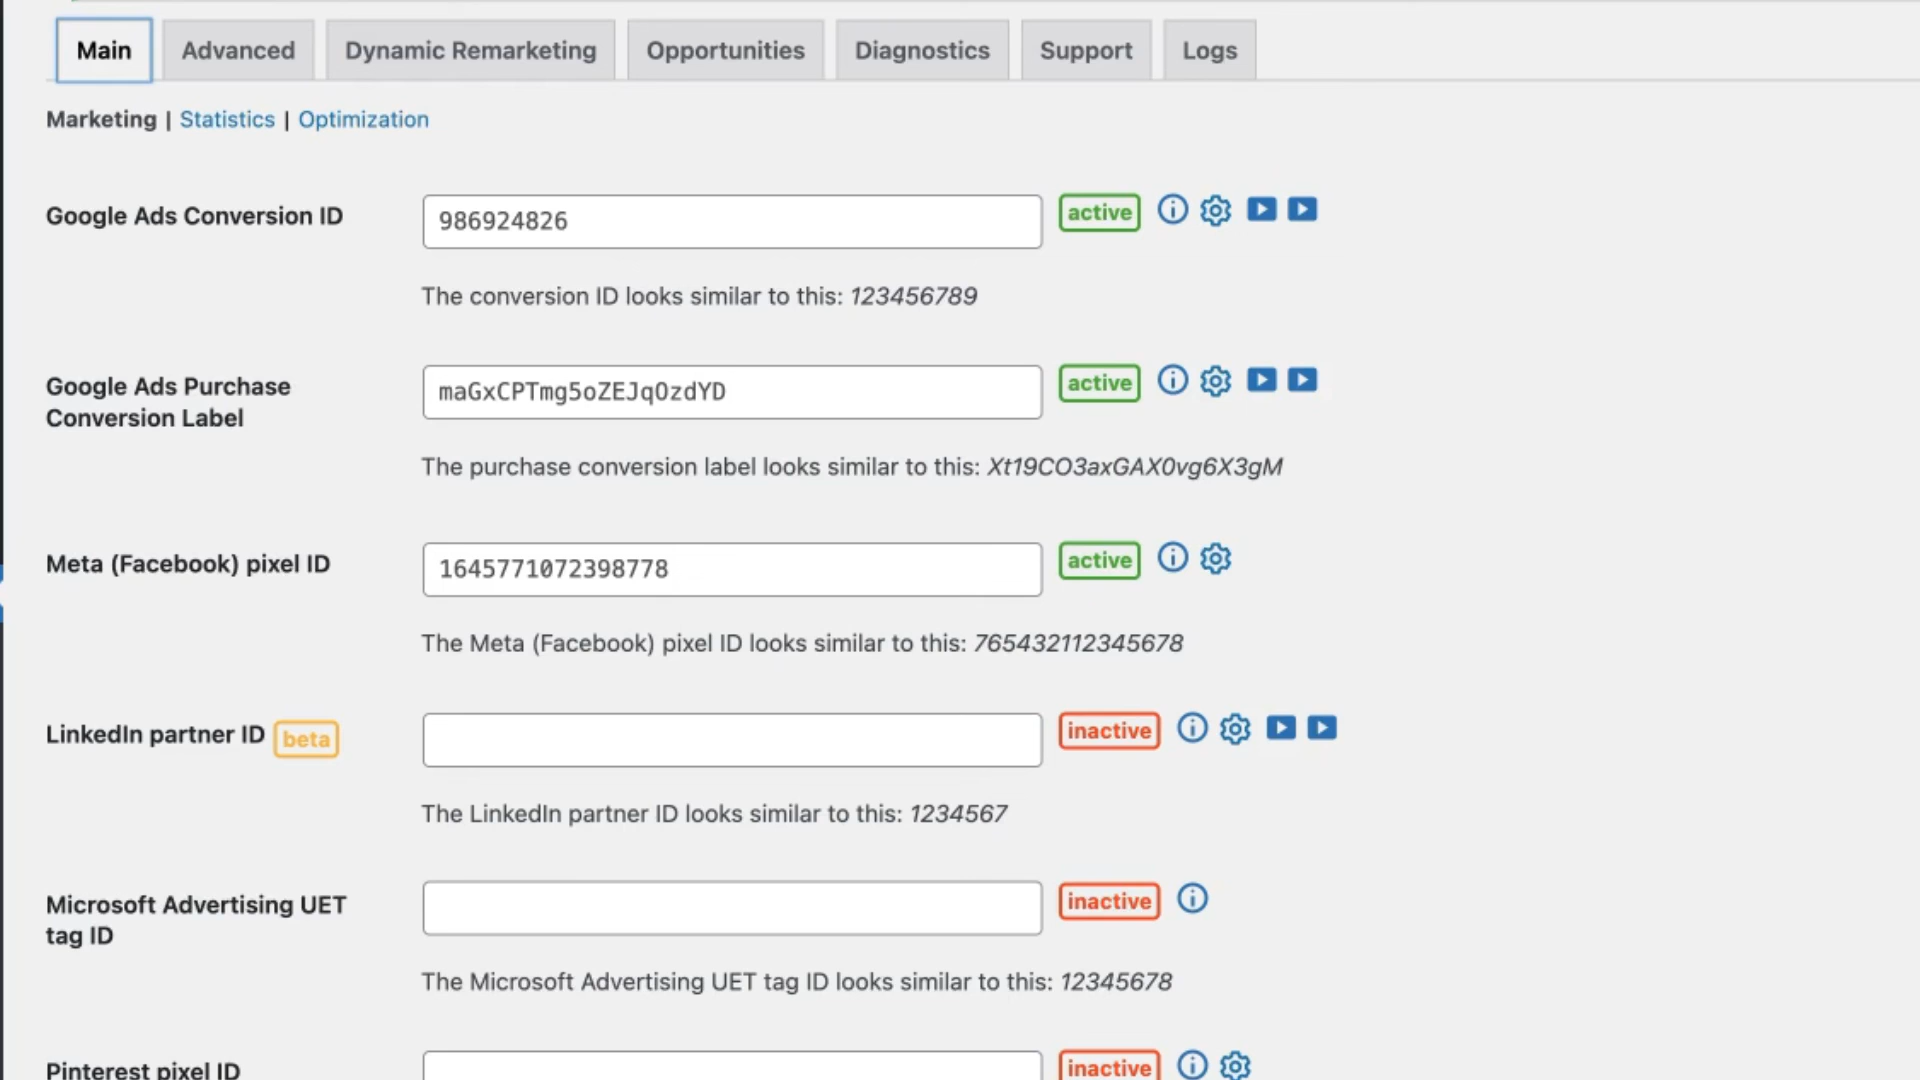 Main Advanced Dynamic Remarketing Opportunities Diagnostics Support Logs
Marketing | Statistics | Optimization
Google Ads Conversion ID 986924826 active
The conversion ID looks similar to this: 123456789
Google Ads Purchase
Conversion Label
maGxCPTmg5oZEJqOzdYD active
The purchase conversion label looks similar to this: Xt19CO3axGAX0vg6X3gM
Meta (Facebook) pixel ID 1645771072398778 active
The Meta (Facebook) pixel ID looks similar to this: 765432112345678
LinkedIn partner ID beta inactive
The LinkedIn partner ID looks similar to this: 1234567
Microsoft Advertising UET
tag ID
inactive
The Microsoft Advertising UET tag ID looks similar to this: 12345678
Pinterest pixel ID inactive